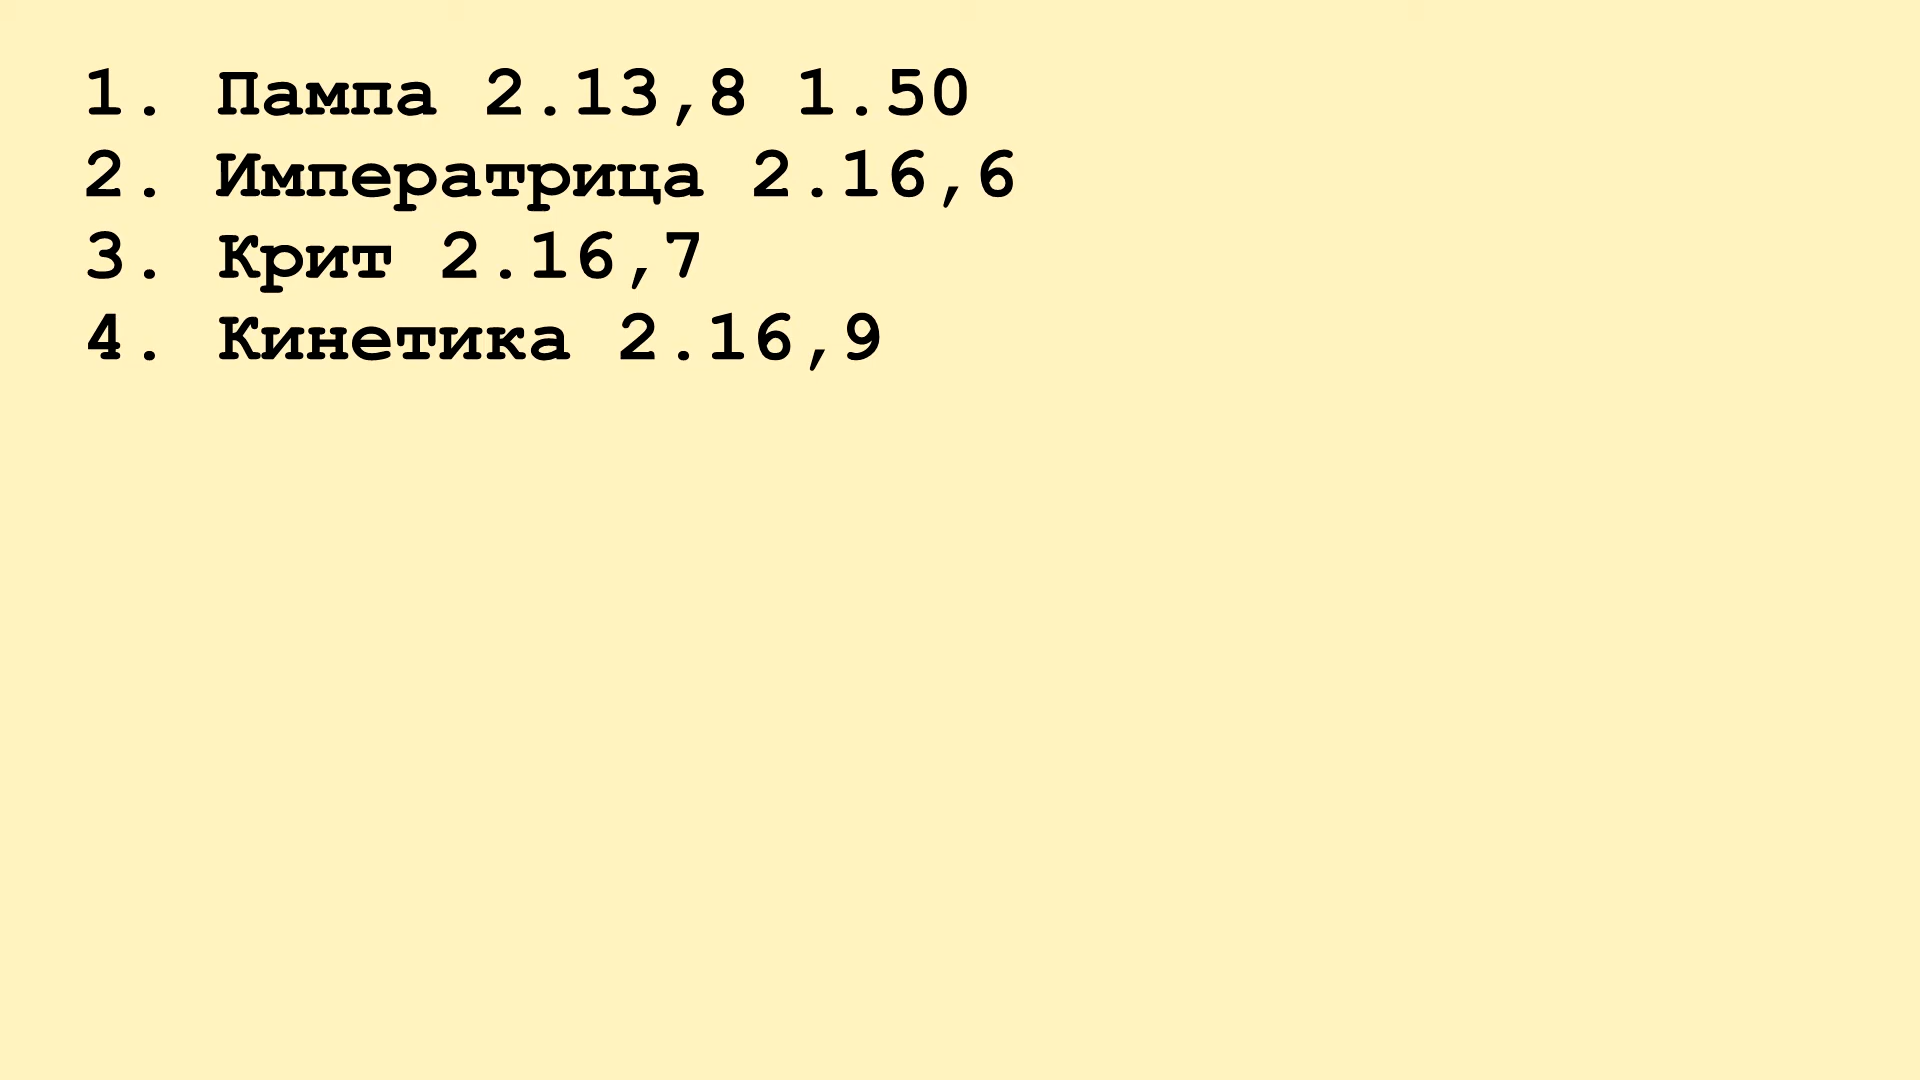 1. Пампа 2.13,8 1.50
2. Императрица 2.16,6
3. Крит 2.16,7
4. Кинетика 2.16,9